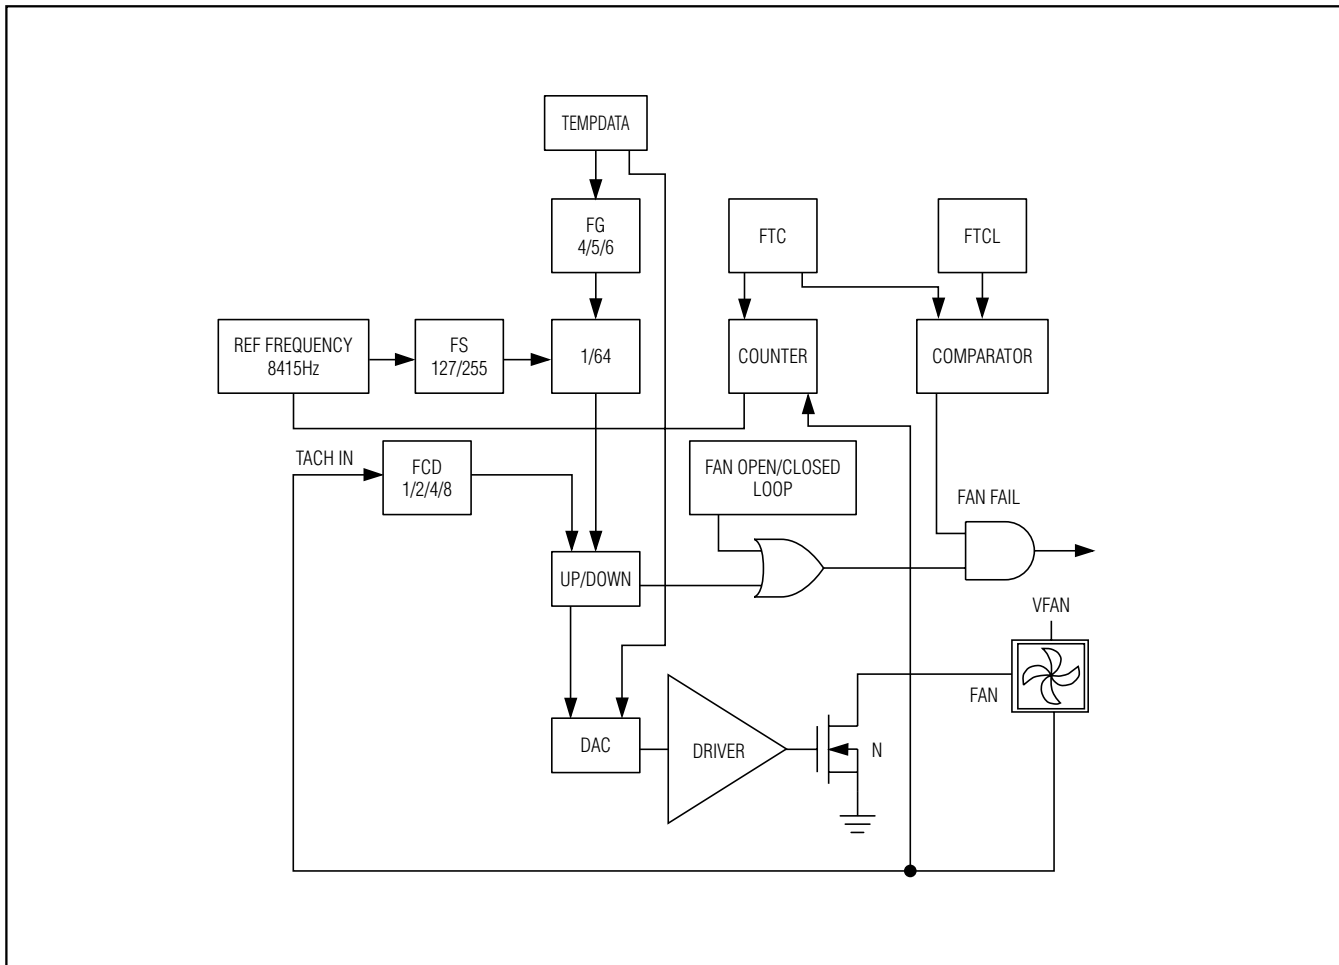 TEMPDATA
FG
4/5/6
FTC
FTCL
REF FREQUENCY
8415Hz
FS
127/255
1/64
COUNTER
COMPARATOR
TACH IN
FCD
1/2/4/8
FAN OPEN/CLOSED
LOOP
FAN FAIL
UP/DOWN
VFAN
FAN
DAC
DRIVER
N